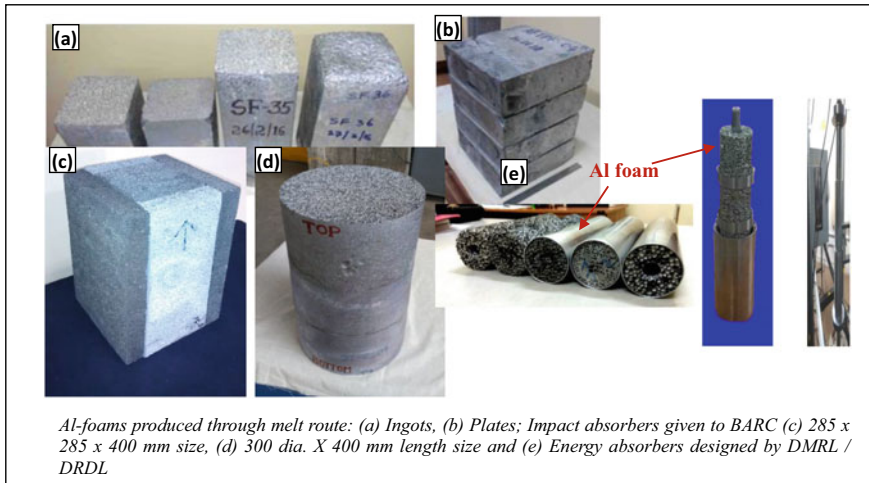 (a)
(b)
SF-35
26/2/16
SF 36
(c)
(d)
TOP
BOTTOM
(e)
Al foam
Al-foams produced through melt route: (a) Ingots, (b) Plates; Impact absorbers given to BARC (c) 285 x
285 x 400 mm size, (d) 300 dia. X 400 mm length size and (e) Energy absorbers designed by DMRL /
DRDL